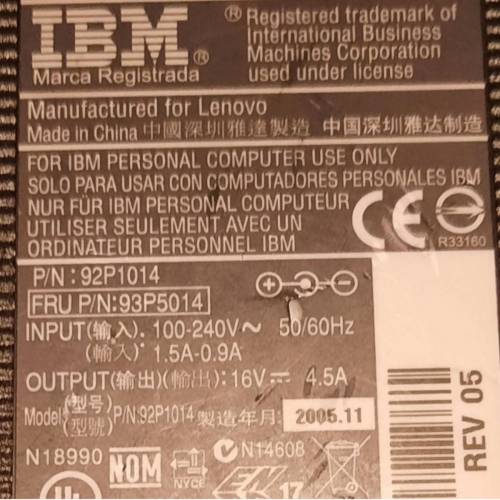 IBM ®
Marca Registrada
® Registered trademark of
International Business
Machines Corporation
used under license
Manufactured for Lenovo
Made in China 中國深圳雅達製造 中国深圳雅达制造
FOR IBM PERSONAL COMPUTER USE ONLY
SOLO PARA USAR CON COMPUTADORES PERSONALES IBM
NUR FÜR IBM PERSONAL COMPUTER
UTILISER SEULEMENT AVEC UN
ORDINATEUR PERSONNEL IBM
CE
R33160
P/N : 92P1014
FRU P/N:93P5014
INPUT(输入). 100-240V~ 50/60Hz
(輸入) 1.5A-0.9A
OUTPUT(输出)(輸出):16V⎓ 4.5A
Model(型号)(型號)P/N:92P1014 製造年月: 2005.11
N18990 NOM NYCE N14608
UL EN 17
REV 05